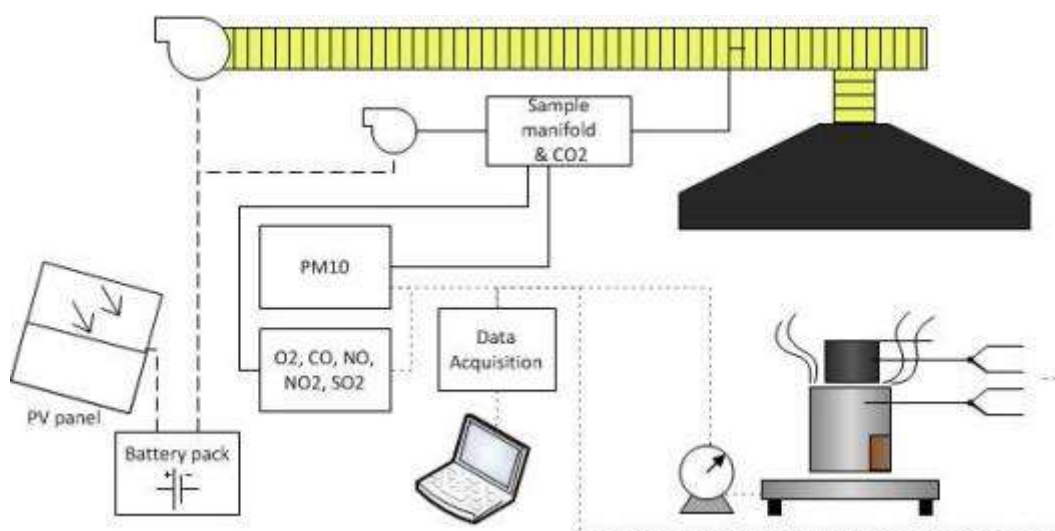 Sample
manifold
& CO2
PM10
O2, CO, NO,
NO2, SO2
Data
Acquisition
PV panel
Battery pack
+ -